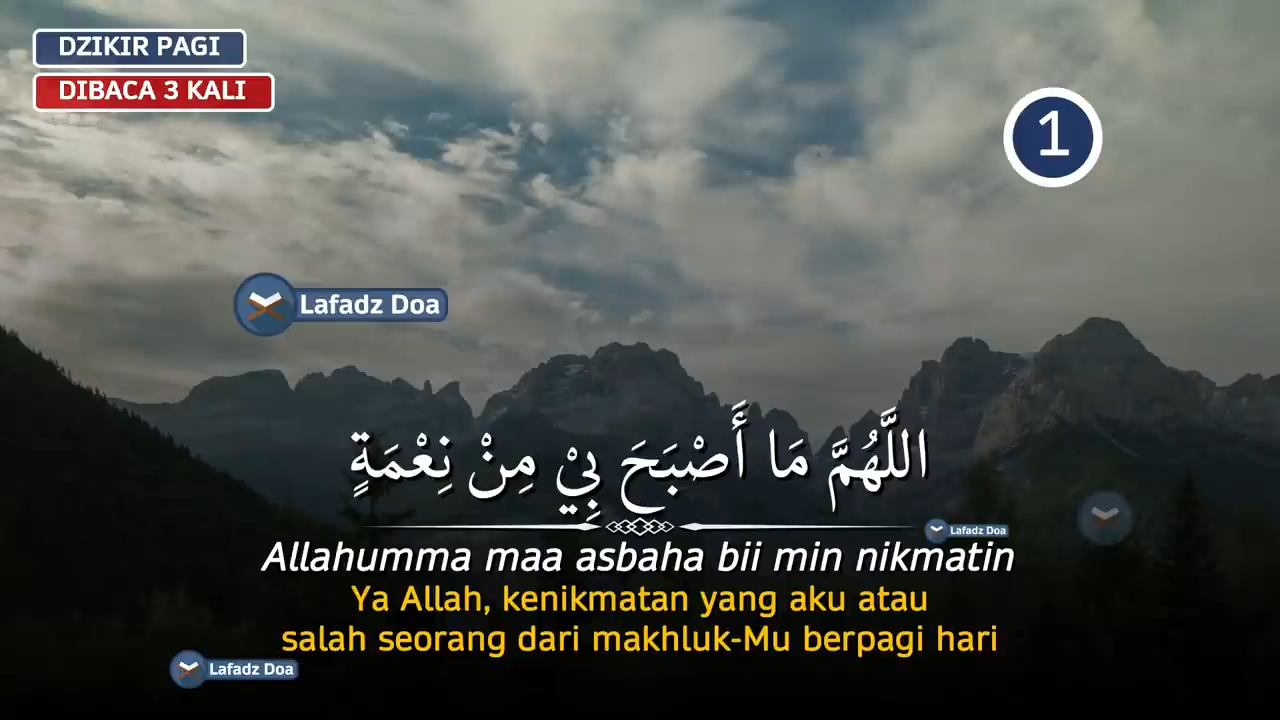 DZIKIR PAGI
DIBACA 3 KALI
1
Lafadz Doa
اللَّهُمَّ مَا أَصْبَحَ بِيْ مِنْ نِعْمَةٍ
Lafadz Doa
Allahumma maa asbaha bii min nikmatin
Ya Allah, kenikmatan yang aku atau
salah seorang dari makhluk-Mu berpagi hari
Lafadz Doa